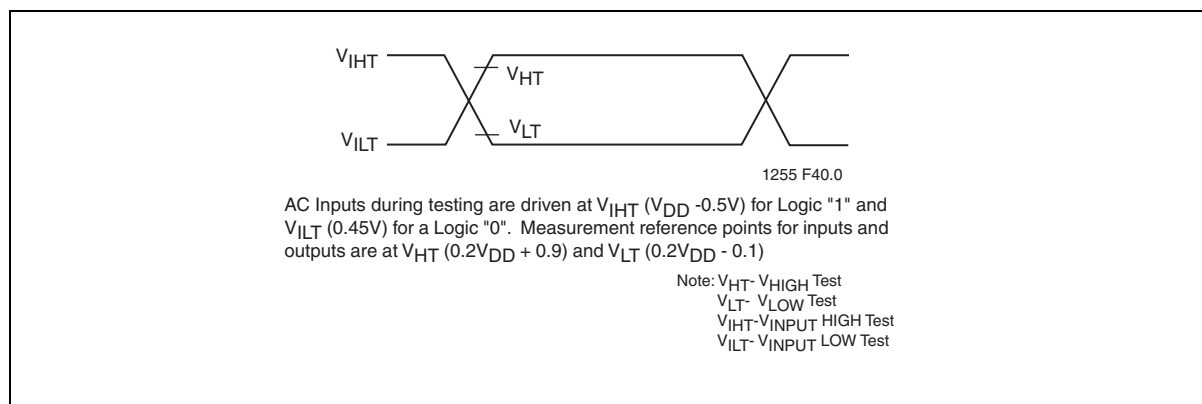 VIHT
VHT
VLT
VILT
1255 F40.0
AC Inputs during testing are driven at VIHT (VDD -0.5V) for Logic "1" and
VILT (0.45V) for a Logic "0". Measurement reference points for inputs and
outputs are at VHT (0.2VDD + 0.9) and VLT (0.2VDD - 0.1)
Note: VHT- VHIGH Test
VLT- VLOW Test
VIHT-VINPUT HIGH Test
VILT- VINPUT LOW Test